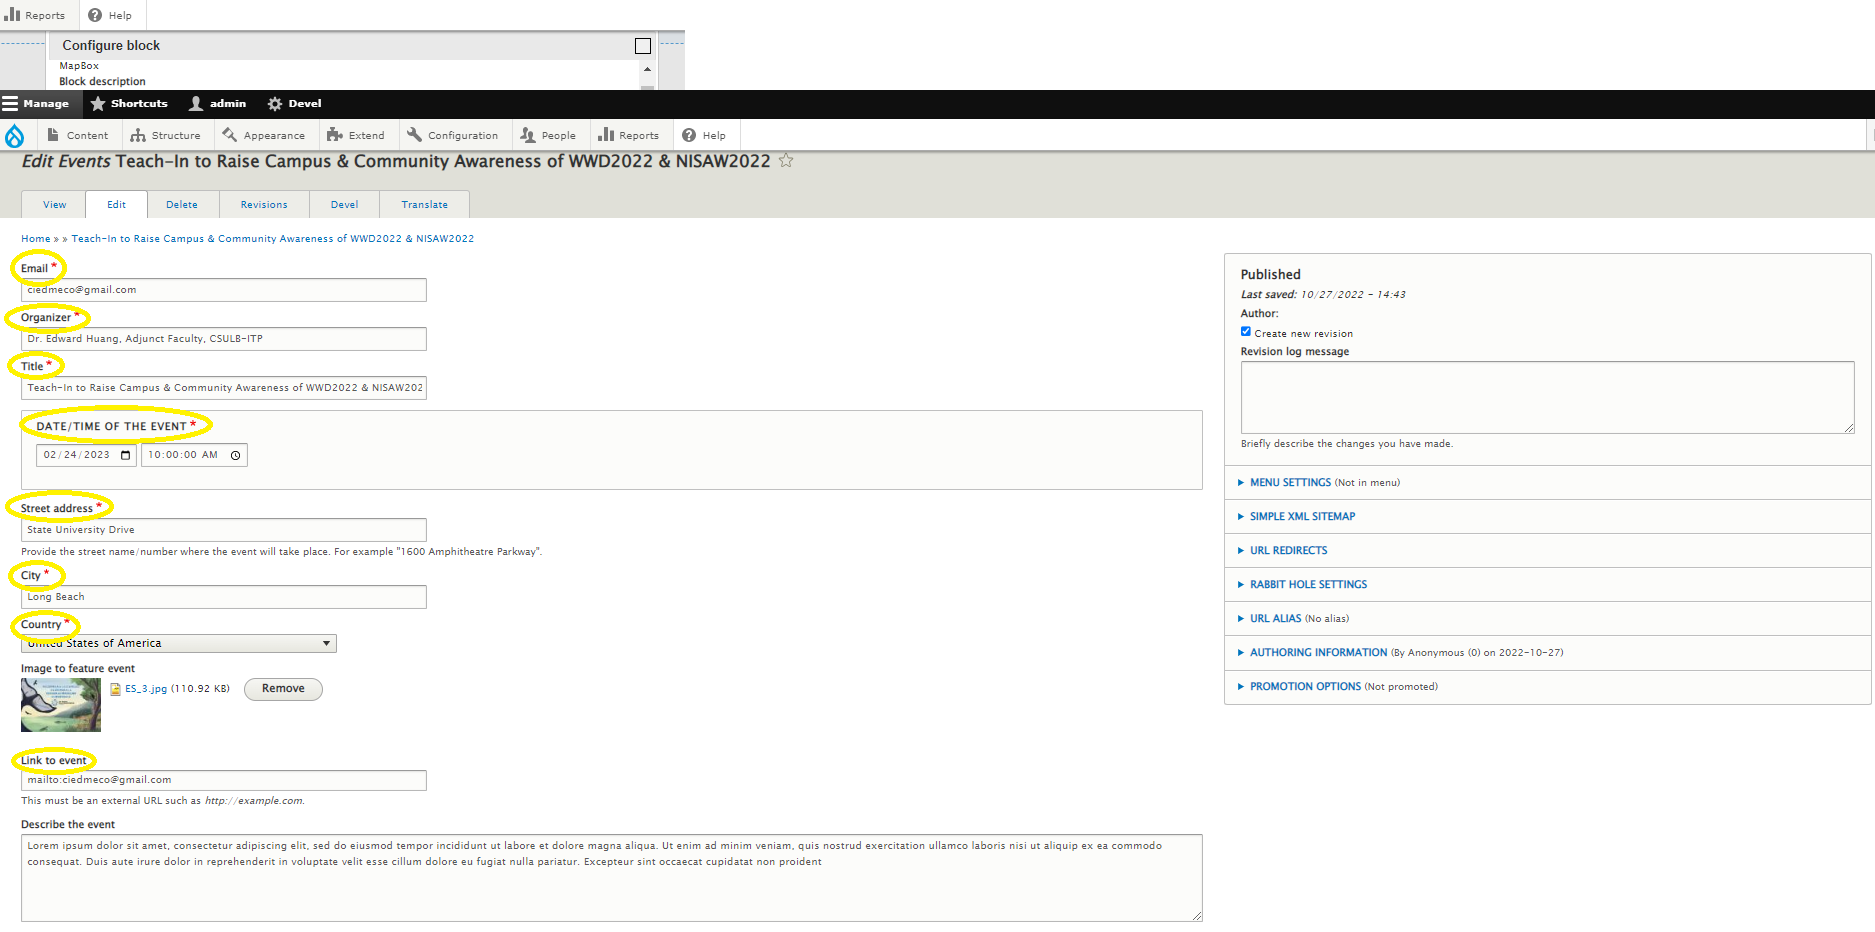 Reports Help
Configure block
MapBox
Block description
Manage Shortcuts admin Devel
Content Structure Appearance Extend Configuration People Reports Help
Edit Events Teach-In to Raise Campus & Community Awareness of WWD2022 & NISAW2022
View Edit Delete Revisions Devel Translate
Home » » Teach-In to Raise Campus & Community Awareness of WWD2022 & NISAW2022
Email *
ciedmeco@gmail.com
Organizer *
Dr. Edward Huang, Adjunct Faculty, CSULB-ITP
Title *
Teach-In to Raise Campus & Community Awareness of WWD2022 & NISAW202
DATE/TIME OF THE EVENT *
02/24/2023 10:00:00 AM
Street address *
State University Drive
Provide the street name/number where the event will take place. For example "1600 Amphitheatre Parkway".
City *
Long Beach
Country *
United States of America
Image to feature event
ES_3.jpg (110.92 KB) Remove
Link to event
mailto:ciedmeco@gmail.com
This must be an external URL such as http://example.com.
Describe the event
Lorem ipsum dolor sit amet, consectetur adipiscing elit, sed do eiusmod tempor incididunt ut labore et dolore magna aliqua. Ut enim ad minim veniam, quis nostrud exercitation ullamco laboris nisi ut aliquip ex ea commodo
consequat. Duis aute irure dolor in reprehenderit in voluptate velit esse cillum dolore eu fugiat nulla pariatur. Excepteur sint occaecat cupidatat non proident
Published
Last saved: 10/27/2022 - 14:43
Author:
Create new revision
Revision log message
Briefly describe the changes you have made.
MENU SETTINGS (Not in menu)
SIMPLE XML SITEMAP
URL REDIRECTS
RABBIT HOLE SETTINGS
URL ALIAS (No alias)
AUTHORING INFORMATION (By Anonymous (0) on 2022-10-27)
PROMOTION OPTIONS (Not promoted)